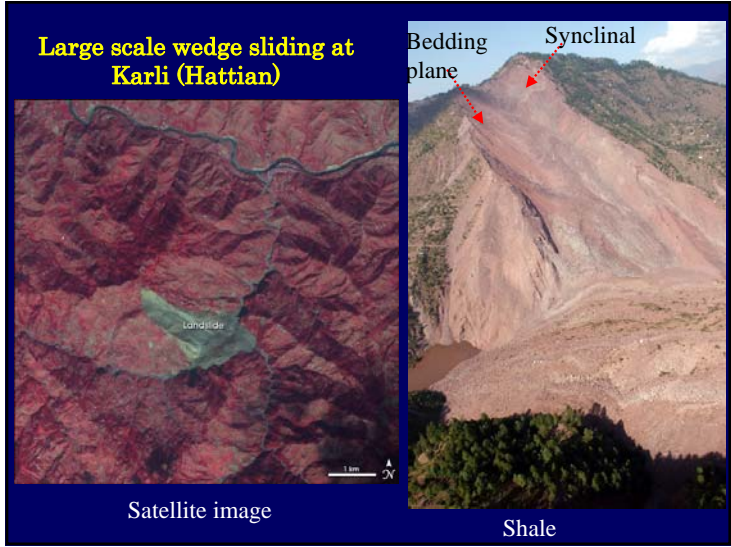 Large scale wedge sliding at
Karli (Hattian)
Bedding
plane
Synclinal
Landslide
1 km
N
Satellite image
Shale